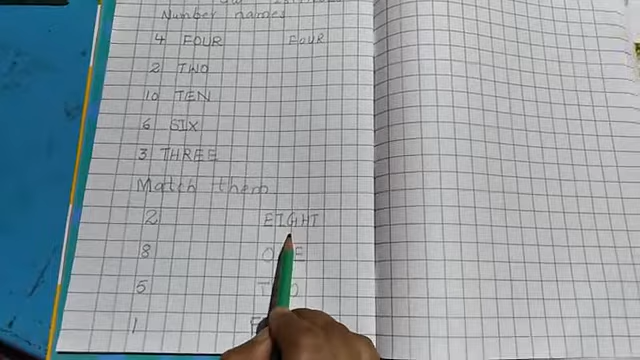 Number names
4 FOUR FOUR
2 TWO
10 TEN
6 SIX
3 THREE
Match them
2 EIGHT
8
5
1